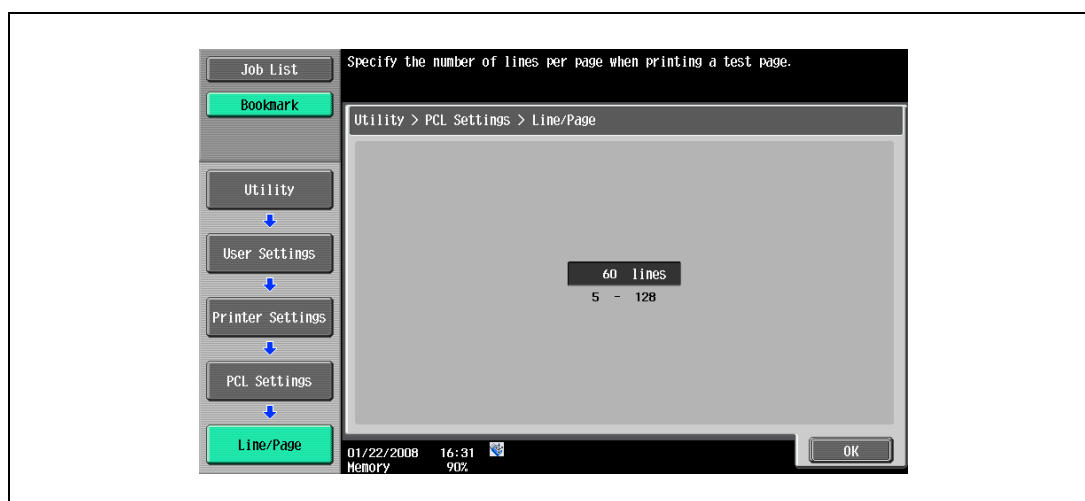 Job List
Bookmark
Specify the number of lines per page when printing a test page.
Utility > PCL Settings > Line/Page
Utility
User Settings
Printer Settings
PCL Settings
Line/Page
60 lines
5 - 128
01/22/2008 16:31
Memory 90%
OK